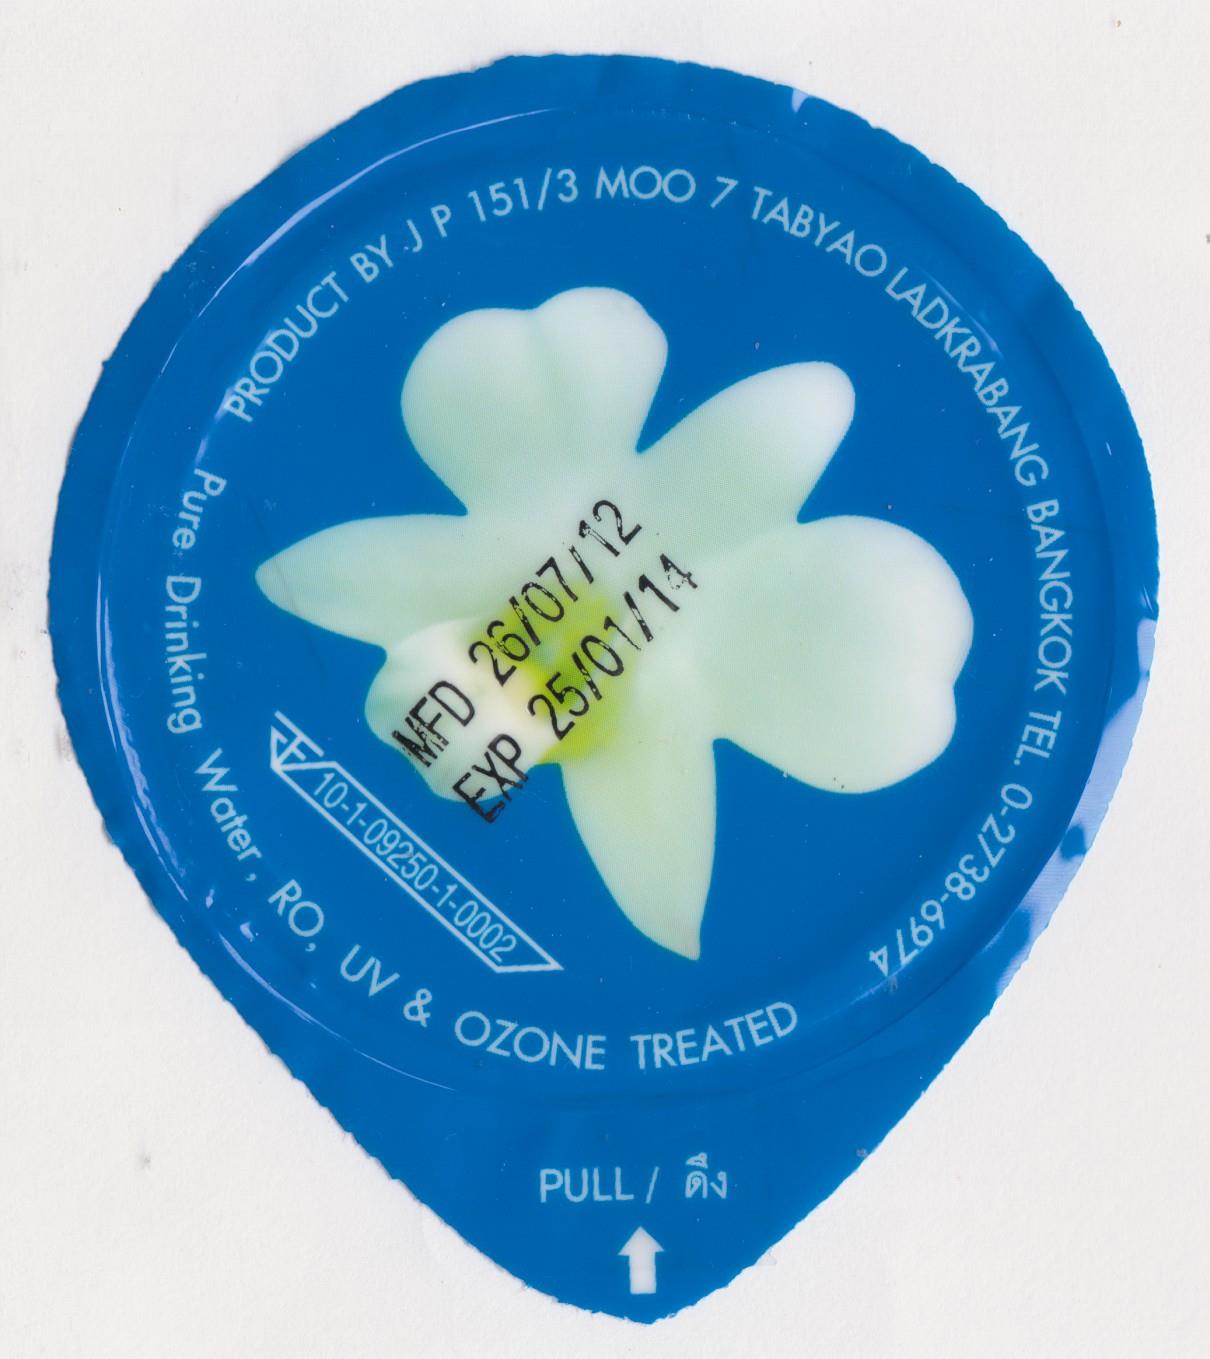 PRODUCT BY J P 151/3 MOO 7 TABYAO LADKRABANG BANGKOK TEL. 0-2738-6974
MFD 26/07/12
EXP 25/01/14
10-1-09250-1-0002
Pure Drinking Water, RO, UV & OZONE TREATED
PULL / ดึง